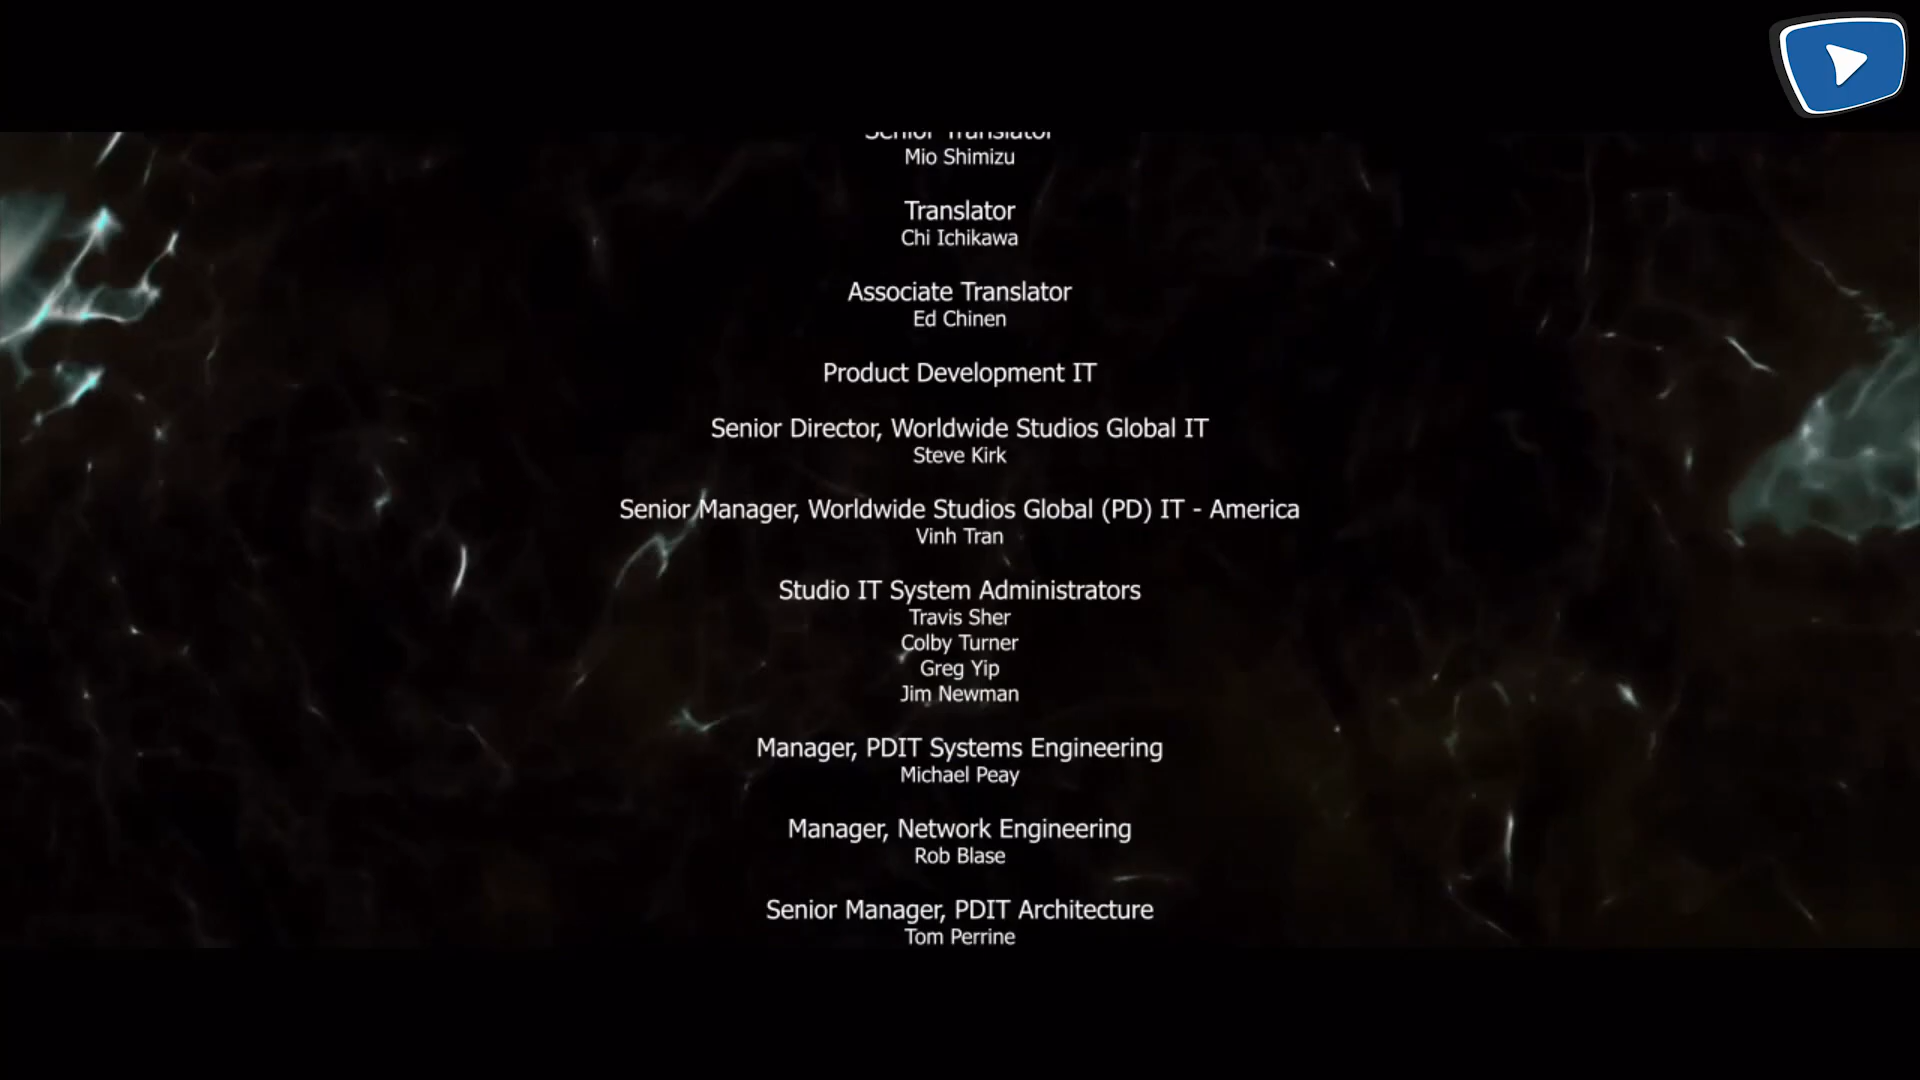 Senior Translator
Mio Shimizu
Translator
Chi Ichikawa
Associate Translator
Ed Chinen
Product Development IT
Senior Director, Worldwide Studios Global IT
Steve Kirk
Senior Manager, Worldwide Studios Global (PD) IT - America
Vinh Tran
Studio IT System Administrators
Travis Sher
Colby Turner
Greg Yip
Jim Newman
Manager, PDIT Systems Engineering
Michael Peay
Manager, Network Engineering
Rob Blase
Senior Manager, PDIT Architecture
Tom Perrine